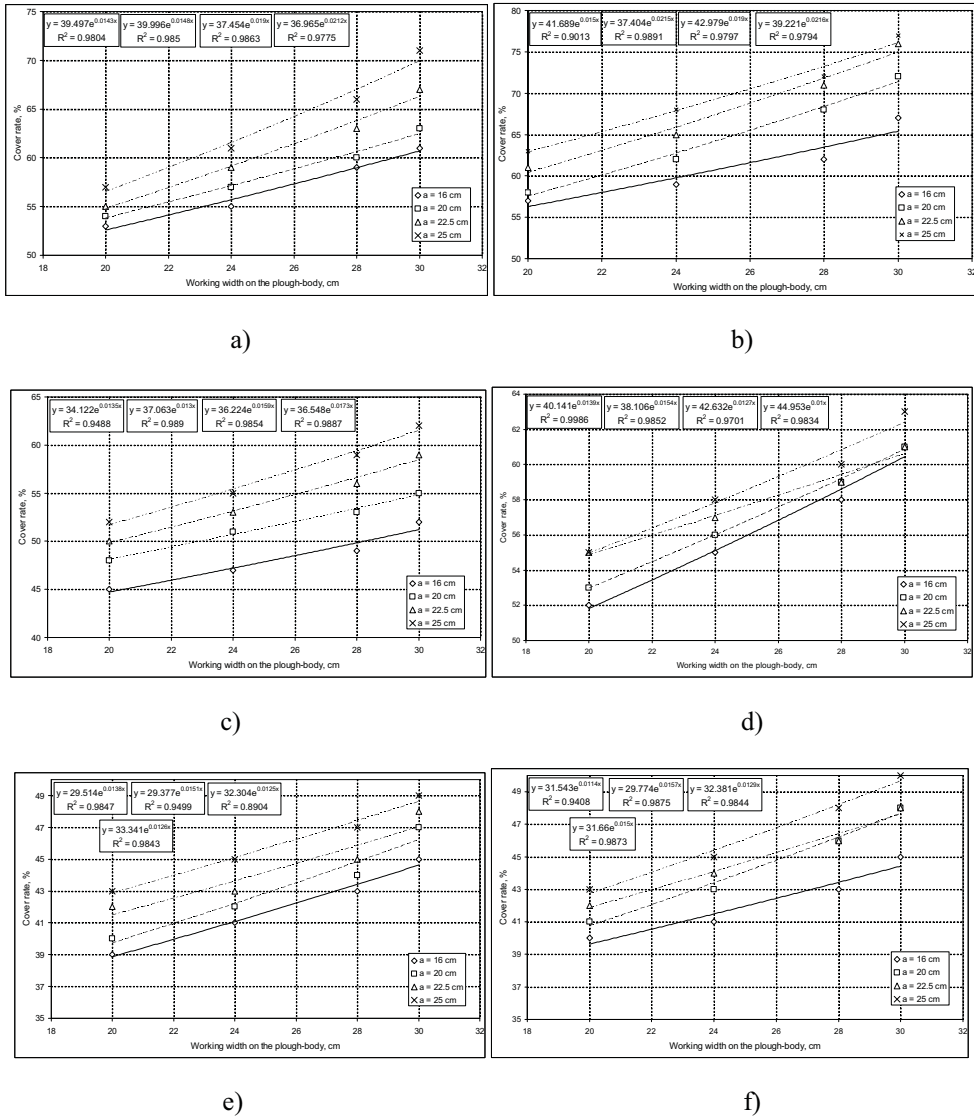 y = 39.497e^0.0143x
R² = 0.9804
y = 39.996e^0.0148x
R² = 0.985
y = 37.454e^0.019x
R² = 0.9863
y = 36.965e^0.0212x
R² = 0.9775
75
70
65
60
55
50
Cover rate, %
18 20 22 24 26 28 30 32
Working width on the plough-body, cm
a = 16 cm
a = 20 cm
a = 22.5 cm
a = 25 cm
a)
y = 41.689e^0.015x
R² = 0.9013
y = 37.404e^0.0215x
R² = 0.9891
y = 42.979e^0.019x
R² = 0.9797
y = 39.221e^0.0216x
R² = 0.9794
80
75
70
65
60
55
50
Cover rate, %
20 22 24 26 28 30 32
Working width on the plough-body, cm
a = 16 cm
a = 20 cm
a = 22.5 cm
a = 25 cm
b)
y = 34.122e^0.0135x
R² = 0.9488
y = 37.063e^0.013x
R² = 0.989
y = 36.224e^0.0159x
R² = 0.9854
y = 36.548e^0.0173x
R² = 0.9887
65
60
55
50
45
40
Cover rate, %
18 20 22 24 26 28 30 32
Working width on the plough-body, cm
a = 16 cm
a = 20 cm
a = 22.5 cm
a = 25 cm
c)
y = 40.141e^0.0139x
R² = 0.9986
y = 38.106e^0.0154x
R² = 0.9852
y = 42.632e^0.0127x
R² = 0.9701
y = 44.953e^0.01x
R² = 0.9834
64
62
60
58
56
54
52
50
Cover rate, %
18 20 22 24 26 28 30 32
Working width on the plough-body, cm
a = 16 cm
a = 20 cm
a = 22.5 cm
a = 25 cm
d)
y = 29.514e^0.0138x
R² = 0.9847
y = 29.377e^0.0151x
R² = 0.9499
y = 32.304e^0.0125x
R² = 0.8904
y = 33.341e^0.0126x
R² = 0.9843
49
47
45
43
41
39
37
35
Cover rate, %
18 20 22 24 26 28 30 32
Working width on the plough-body, cm
a = 16 cm
a = 20 cm
a = 22.5 cm
a = 25 cm
e)
y = 31.543e^0.0114x
R² = 0.9408
y = 29.774e^0.0157x
R² = 0.9875
y = 32.381e^0.0129x
R² = 0.9844
y = 31.66e^0.015x
R² = 0.9873
49
47
45
43
41
39
37
35
Cover rate, %
18 20 22 24 26 28 30 32
Working width on the plough-body, cm
a = 16 cm
a = 20 cm
a = 22.5 cm
a = 25 cm
f)